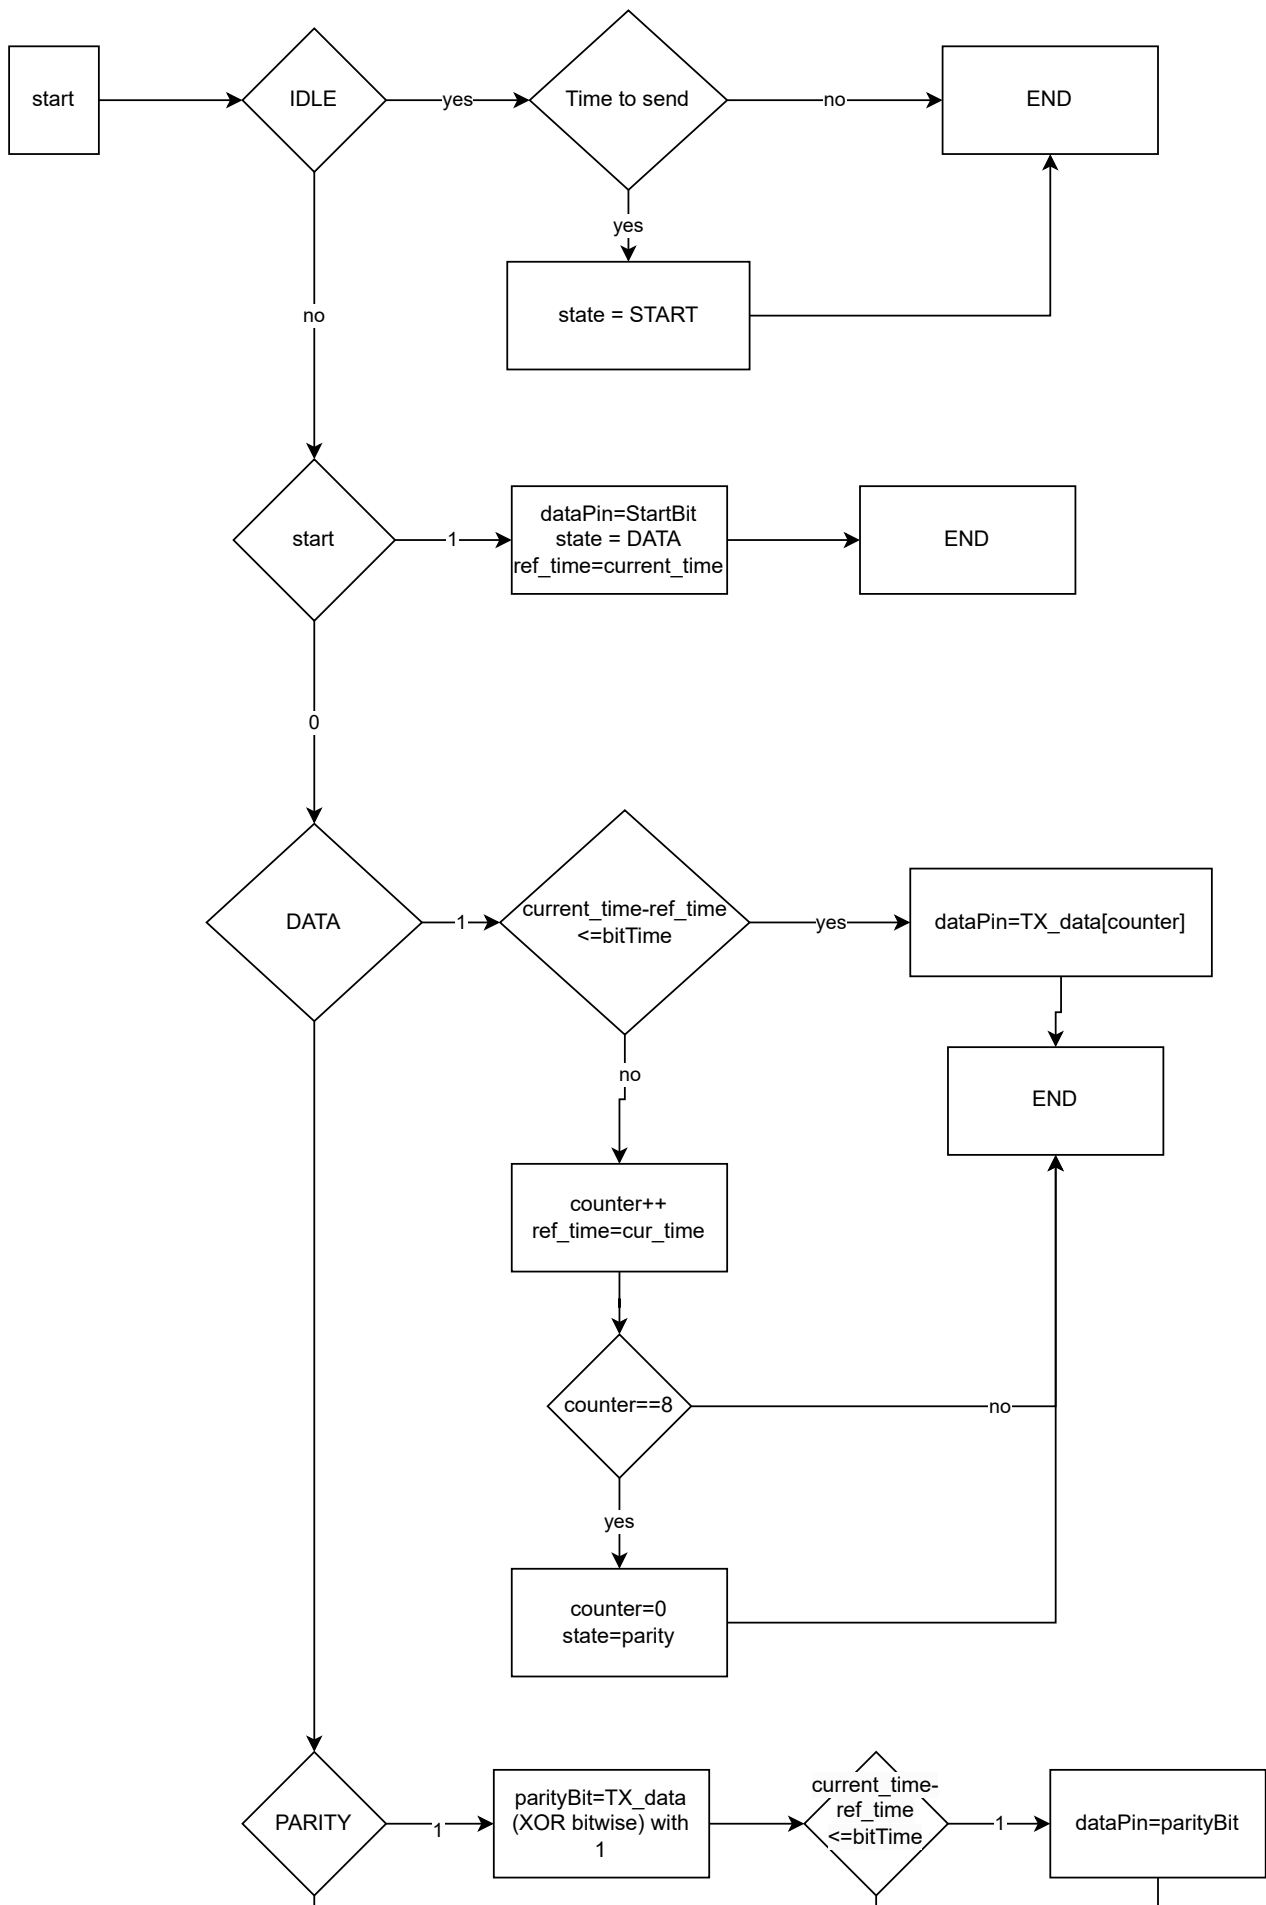 start
IDLE
yes
Time to send
no
END
yes
state = START
no
start
1
dataPin=StartBit
state = DATA
ref_time=current_time
END
0
DATA
1
current_time-ref_time
<=bitTime
yes
dataPin=TX_data[counter]
no
END
counter++
ref_time=cur_time
counter==8
no
yes
counter=0
state=parity
PARITY
1
parityBit=TX_data
(XOR bitwise) with
1
current_time-
ref_time
<=bitTime
1
dataPin=parityBit